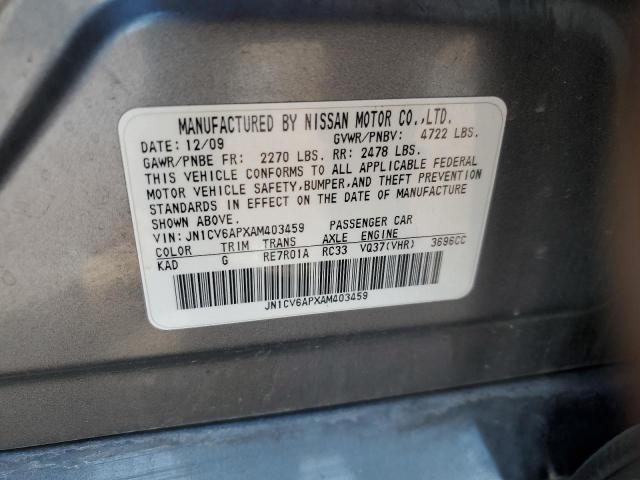 MANUFACTURED BY NISSAN MOTOR CO.,LTD.
DATE: 12/09 GVWR/PNBV: 4722 LBS.
GAWR/PNBE FR: 2270 LBS. RR: 2478 LBS.
THIS VEHICLE CONFORMS TO ALL APPLICABLE FEDERAL
MOTOR VEHICLE SAFETY,BUMPER,AND THEFT PREVENTION
STANDARDS IN EFFECT ON THE DATE OF MANUFACTURE
SHOWN ABOVE.
VIN: JN1CV6APXAM403459 PASSENGER CAR
COLOR TRIM TRANS AXLE ENGINE
KAD G RE7R01A RC33 VQ37(VHR) 3696CC
JN1CV6APXAM403459